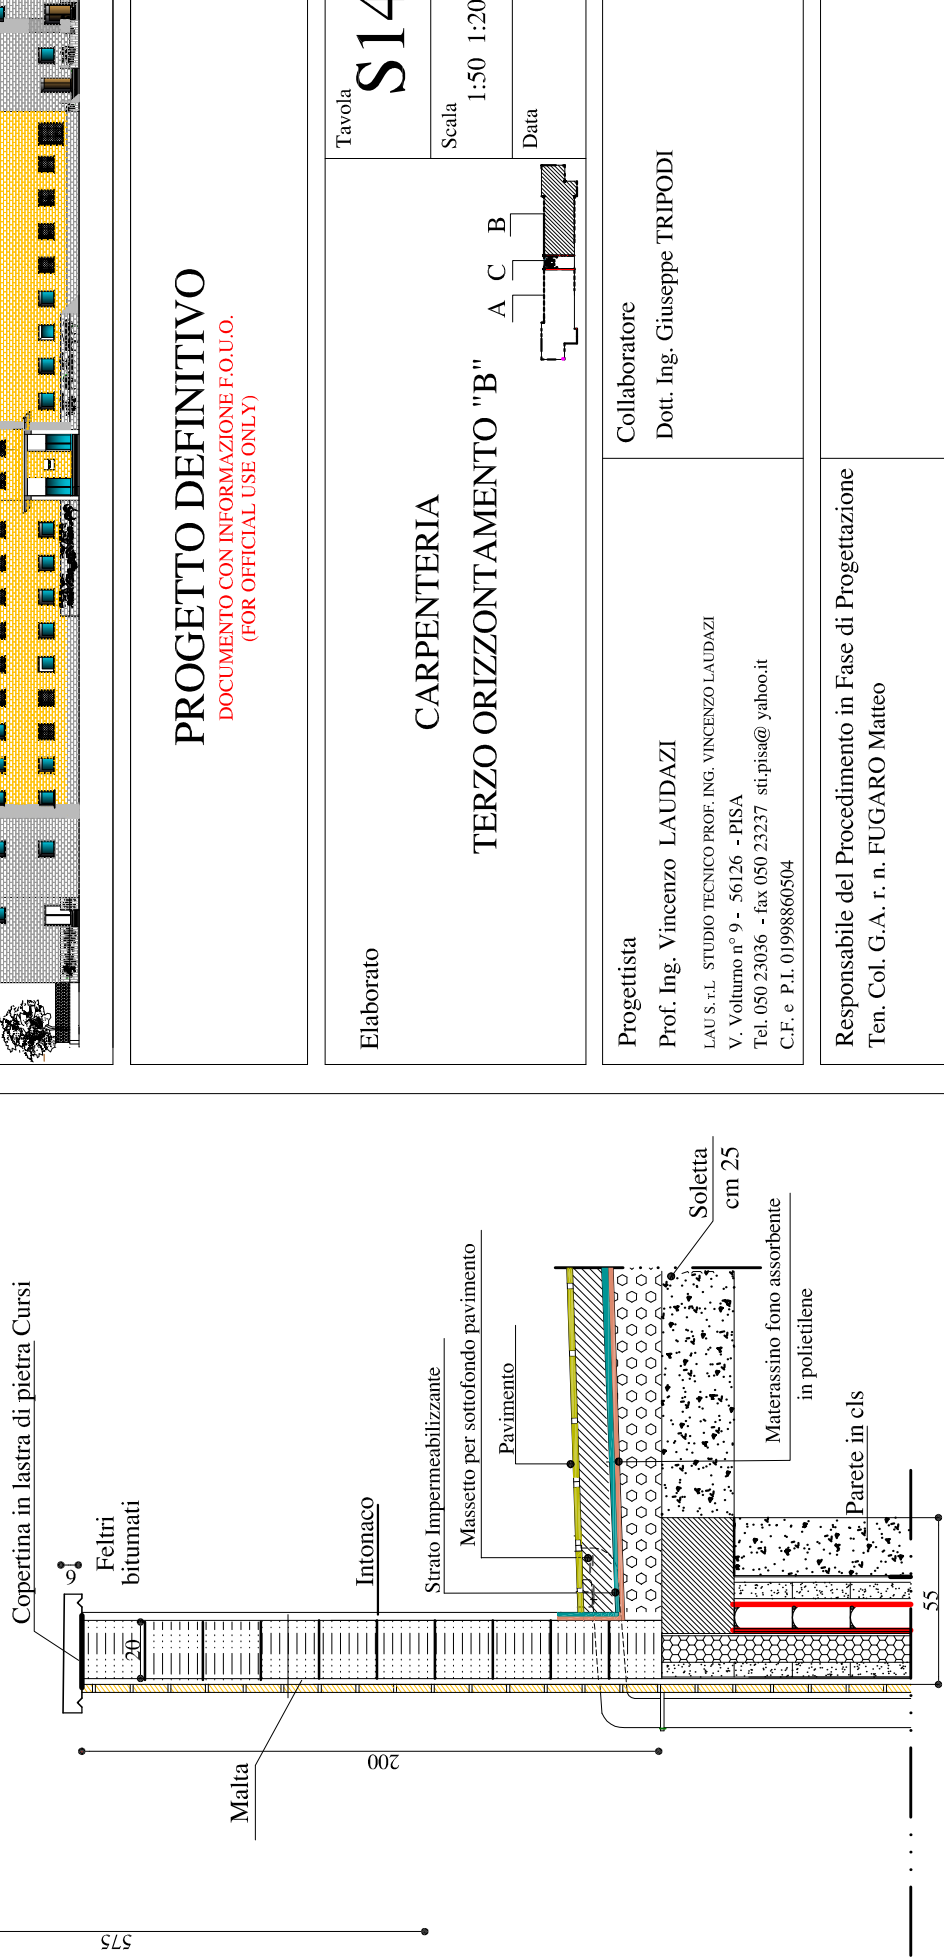 PROGETTO DEFINITIVO
DOCUMENTO CON INFORMAZIONE F.O.U.O.
(FOR OFFICIAL USE ONLY)
Elaborato
CARPENTERIA
TERZO ORIZZONTAMENTO "B"
A C B
Tavola
S14
Scala
1:50 1:20
Data
Progettista
Prof. Ing. Vincenzo LAUDAZI
LAU S.r.L STUDIO TECNICO PROF. ING. VINCENZO LAUDAZI
V. Volturno n° 9 - 56126 - PISA
Tel. 050 23036 - fax 050 23237 sti.pisa@yahoo.it
C.F. e P.I. 01998860504
Collaboratore
Dott. Ing. Giuseppe TRIPODI
Responsabile del Procedimento in Fase di Progettazione
Ten. Col. G.A. r. n. FUGARO Matteo
Copertina in lastra di pietra Cursi
6
Feltri
bitumati
20
Intonaco
Malta
200
575
Strato Impermeabilizzante
Massetto per sottofondo pavimento
Pavimento
Soletta
cm 25
Materassino fono assorbente
in polietilene
Parete in cls
55